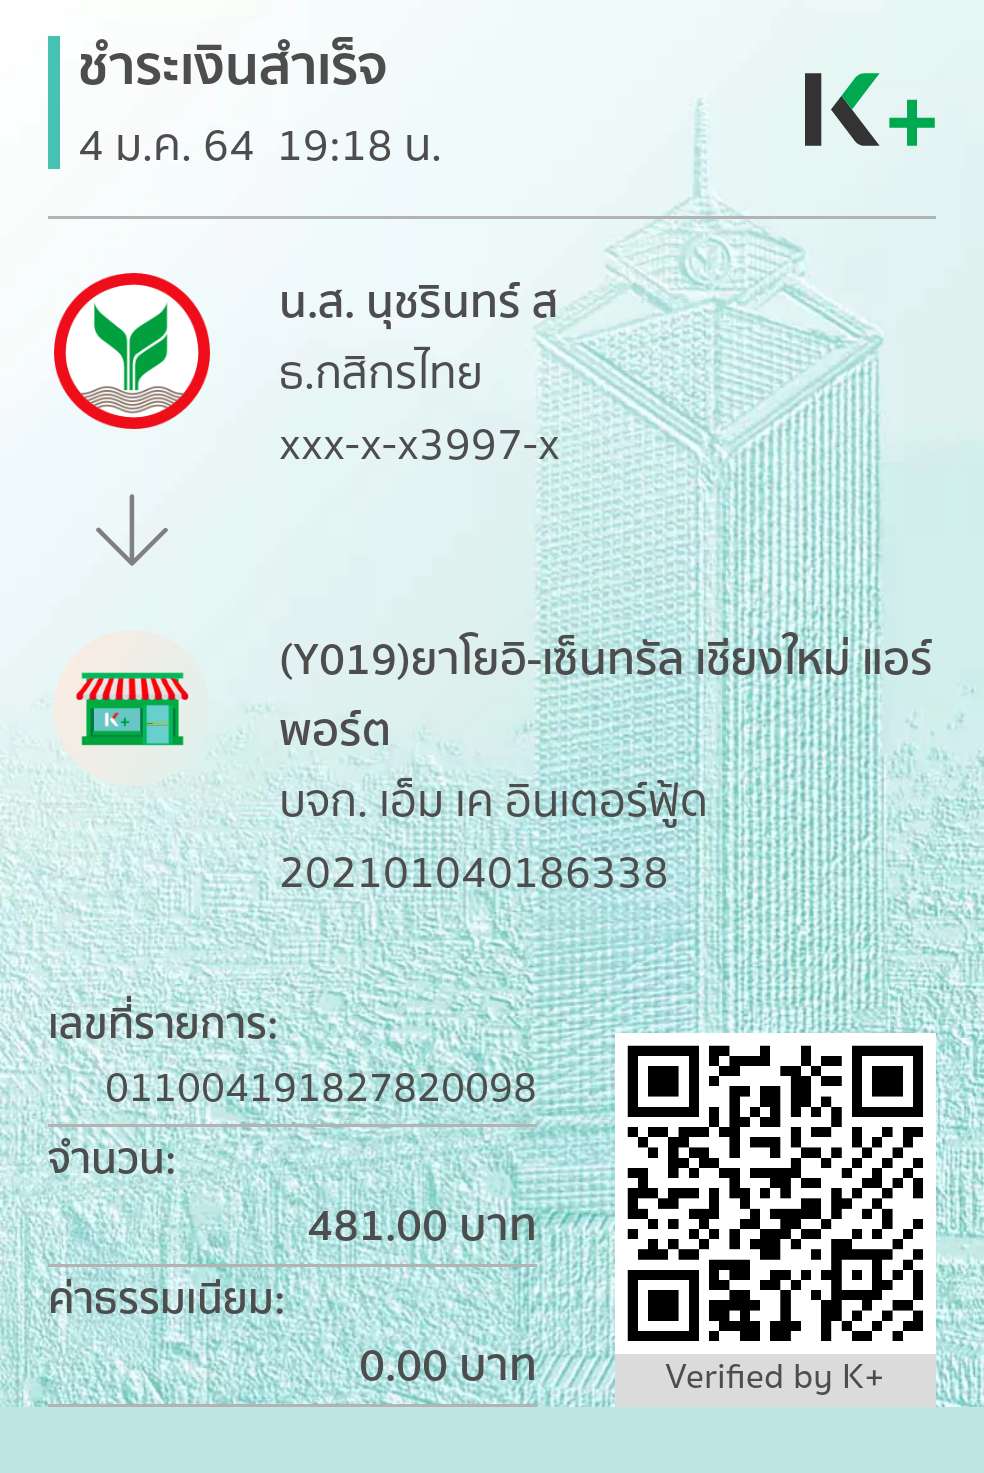 ชำระเงินสำเร็จ
4 ม.ค. 64 19:18 น.
K+
น.ส. นุชรินทร์ ส
ธ.กสิกรไทย
xxx-x-x3997-x
(Y019)ยาโยอิ-เซ็นทรัล เชียงใหม่ แอร์
พอร์ต
K+
บจก. เอ็ม เค อินเตอร์ฟู้ด
202101040186338
เลขที่รายการ:
011004191827820098
จำนวน:
481.00 บาท
ค่าธรรมเนียม:
0.00 บาท
Verified by K+